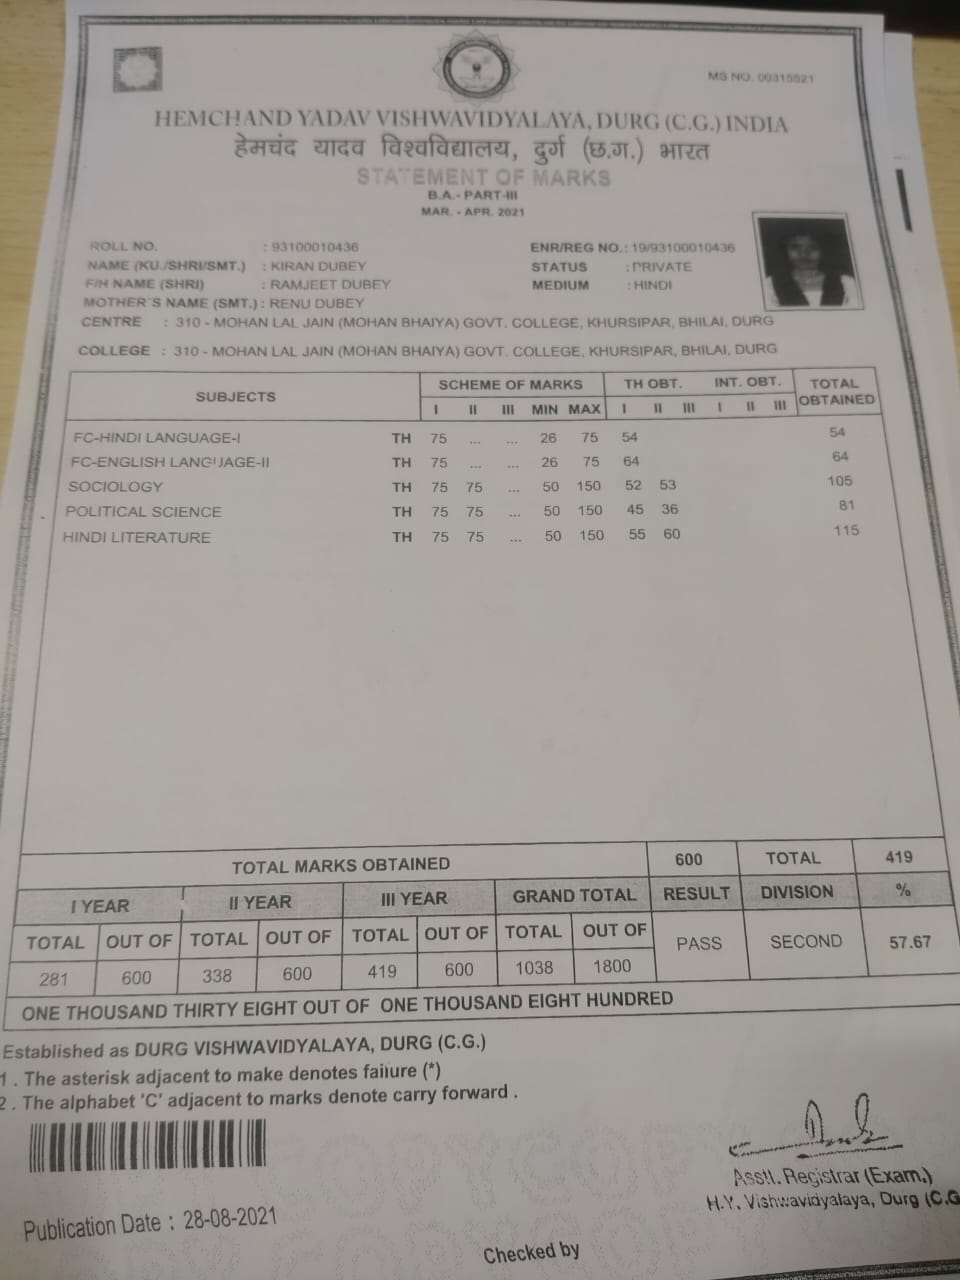 MS NO. 00315521
HEMCHAND YADAV VISHWAVIDYALAYA, DURG (C.G.) INDIA
हेमचंद यादव विश्वविद्यालय, दुर्ग (छ.ग.) भारत
STATEMENT OF MARKS
B.A.- PART-III
MAR. - APR. 2021
ROLL NO. : 93100010436 ENR/REG NO. : 19/93100010436
NAME (KU./SHRI/SMT.) : KIRAN DUBEY STATUS : PRIVATE
F/H NAME (SHRI) : RAMJEET DUBEY MEDIUM : HINDI
MOTHER'S NAME (SMT.) : RENU DUBEY
CENTRE : 310 - MOHAN LAL JAIN (MOHAN BHAIYA) GOVT. COLLEGE, KHURSIPAR, BHILAI, DURG
COLLEGE : 310 - MOHAN LAL JAIN (MOHAN BHAIYA) GOVT. COLLEGE, KHURSIPAR, BHILAI, DURG
SUBJECTS SCHEME OF MARKS TH OBT. INT. OBT. TOTAL OBTAINED
I II III MIN MAX I II III I II III
FC-HINDI LANGUAGE-I TH 75 ... ... 26 75 54 54
FC-ENGLISH LANGUAGE-II TH 75 ... ... 26 75 64 64
SOCIOLOGY TH 75 75 ... 50 150 52 53 105
POLITICAL SCIENCE TH 75 75 ... 50 150 45 36 81
HINDI LITERATURE TH 75 75 ... 50 150 55 60 115
TOTAL MARKS OBTAINED 600 TOTAL 419
I YEAR II YEAR III YEAR GRAND TOTAL RESULT DIVISION %
TOTAL OUT OF TOTAL OUT OF TOTAL OUT OF TOTAL OUT OF PASS SECOND 57.67
281 600 338 600 419 600 1038 1800
ONE THOUSAND THIRTY EIGHT OUT OF ONE THOUSAND EIGHT HUNDRED
Established as DURG VISHWAVIDYALAYA, DURG (C.G.)
1 . The asterisk adjacent to make denotes failure (*)
2 . The alphabet 'C' adjacent to marks denote carry forward .
Asstt. Registrar (Exam.)
H.Y. Vishwavidyalaya, Durg (C.G
Publication Date : 28-08-2021
Checked by